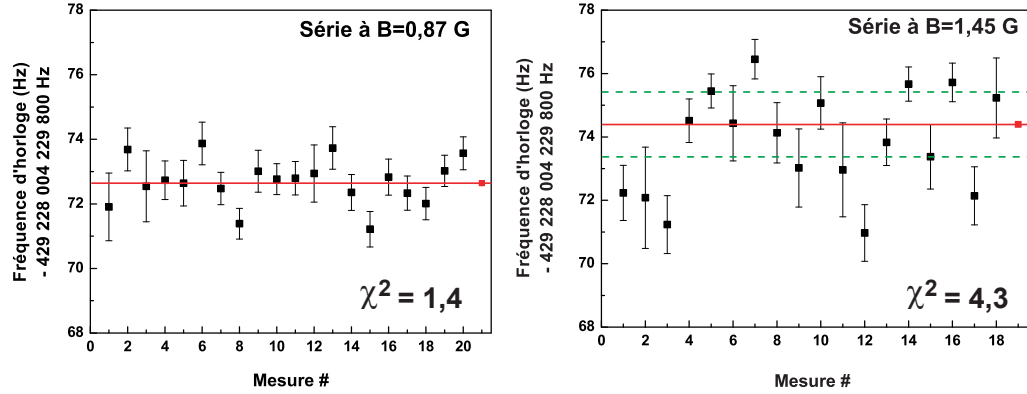 Série à B=0,87 G
Fréquence d'horloge (Hz)
- 429 228 004 229 800 Hz
78
76
74
72
70
68
χ² = 1,4
0 2 4 6 8 10 12 14 16 18 20
Mesure #
Série à B=1,45 G
Fréquence d'horloge (Hz)
- 429 228 004 229 800 Hz
78
76
74
72
70
68
χ² = 4,3
0 2 4 6 8 10 12 14 16 18
Mesure #